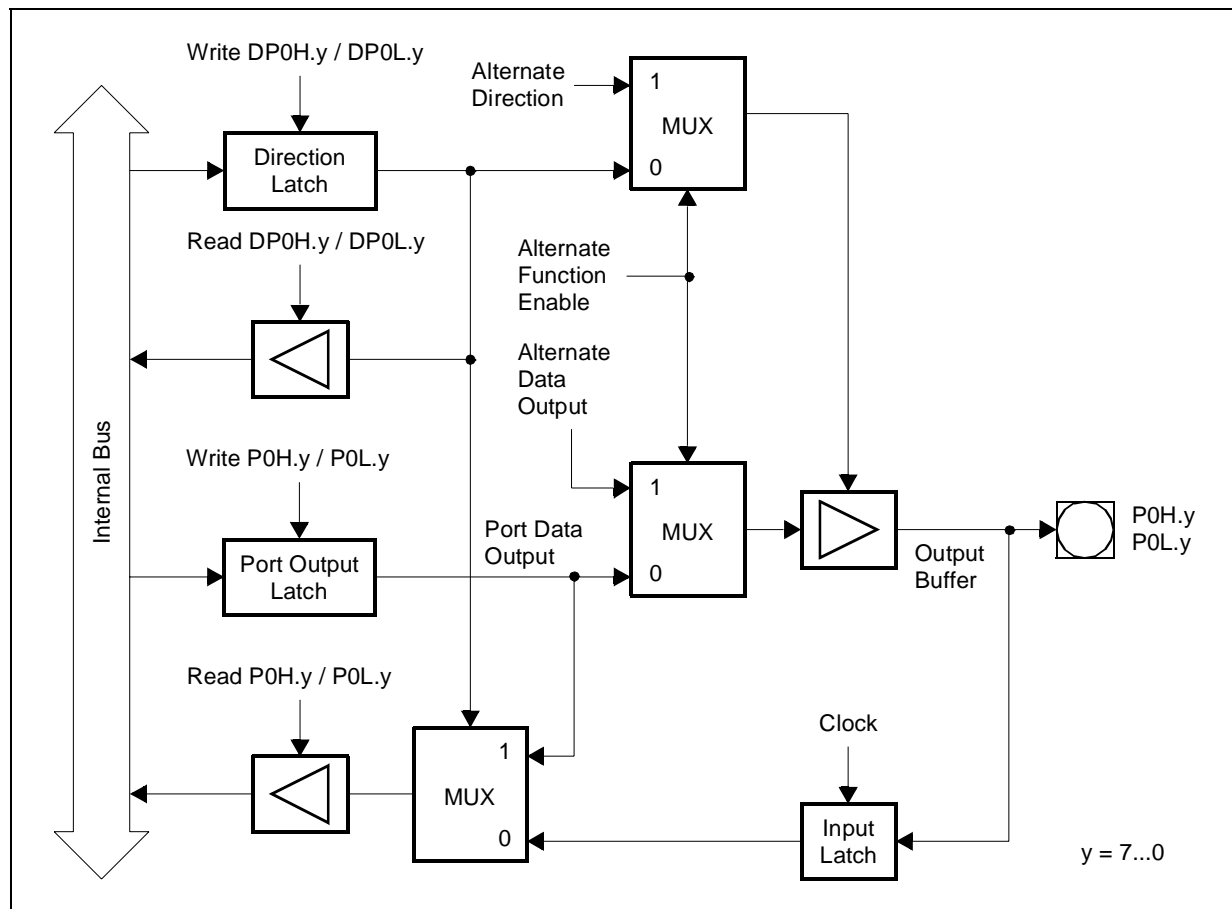 Write DP0H.y / DP0L.y
Alternate
Direction
1
MUX
0
Direction
Latch
Read DP0H.y / DP0L.y
Alternate
Function
Enable
Alternate
Data
Output
Internal Bus
Write P0H.y / P0L.y
1
MUX
0
Port Data
Output
Port Output
Latch
Output
Buffer
P0H.y
P0L.y
Read P0H.y / P0L.y
1
MUX
0
Clock
Input
Latch
y = 7...0